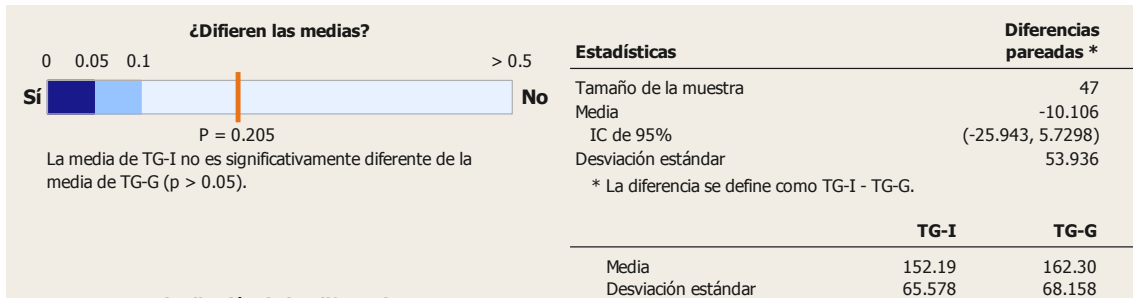 ¿Difieren las medias?
0 0.05 0.1 > 0.5
Sí No
P = 0.205
La media de TG-I no es significativamente diferente de la
media de TG-G (p > 0.05).
Estadísticas Diferencias pareadas *
Tamaño de la muestra 47
Media -10.106
IC de 95% (-25.943, 5.7298)
Desviación estándar 53.936
* La diferencia se define como TG-I - TG-G.
TG-I TG-G
Media 152.19 162.30
Desviación estándar 65.578 68.158